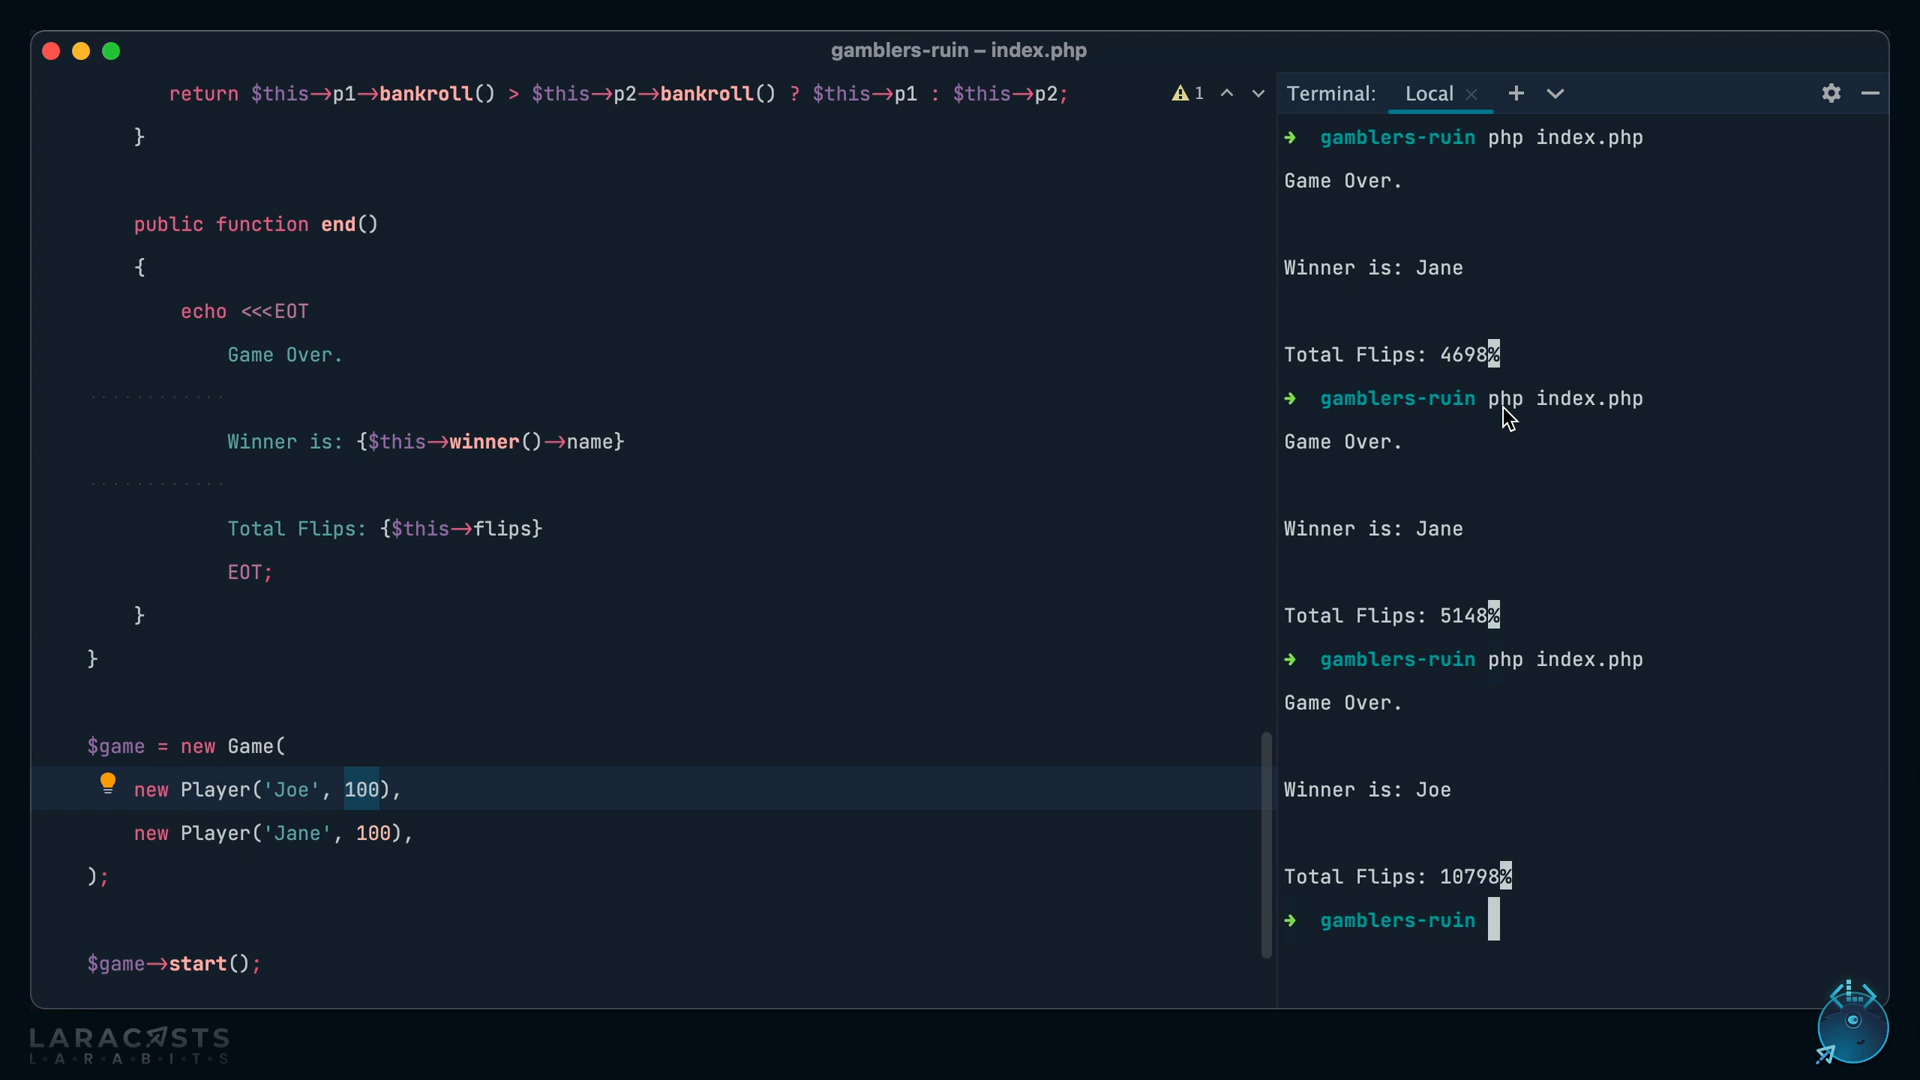 gamblers-ruin – index.php
return $this→p1→bankroll() > $this→p2→bankroll() ? $this→p1 : $this→p2;
}
public function end()
{
echo <<<EOT
Game Over.
Winner is: {$this→winner()→name}
Total Flips: {$this→flips}
EOT;
}
}
$game = new Game(
new Player('Joe', 100),
new Player('Jane', 100),
);
$game→start();
1
Terminal: Local × +
→ gamblers-ruin php index.php
Game Over.
Winner is: Jane
Total Flips: 4698%
→ gamblers-ruin php index.php
Game Over.
Winner is: Jane
Total Flips: 5148%
→ gamblers-ruin php index.php
Game Over.
Winner is: Joe
Total Flips: 10798%
→ gamblers-ruin
LARACASTS
L·A·R·A·B·I·T·S